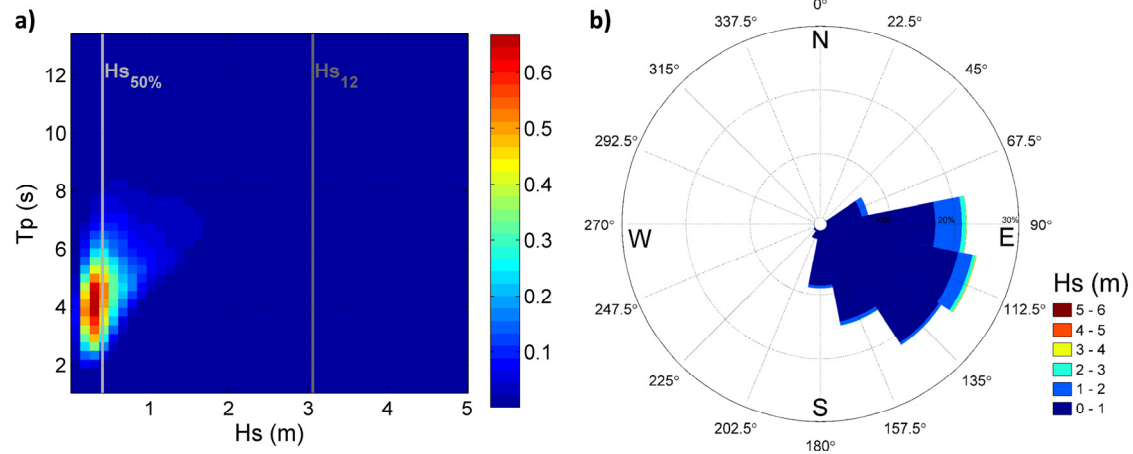 a)
Hs50%
Hs12
Tp (s)
12
10
8
6
4
2
1
2
3
4
5
Hs (m)
0.6
0.5
0.4
0.3
0.2
0.1
b)
0°
22.5°
45°
67.5°
90°
112.5°
135°
157.5°
180°
202.5°
225°
247.5°
270°
292.5°
315°
337.5°
N
E
S
W
10%
20%
30%
Hs (m)
5 - 6
4 - 5
3 - 4
2 - 3
1 - 2
0 - 1